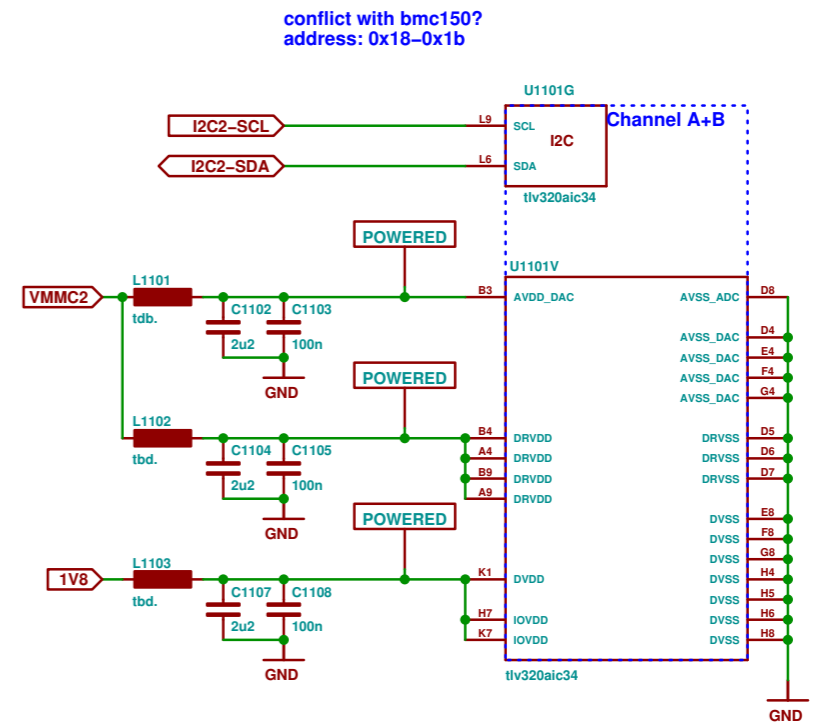 conflict with bmc150?
address: 0x18–0x1b
U1101G
I2C2–SCL
L9
SCL
Channel A+B
I2C
I2C2–SDA
L6
SDA
tlv320aic34
POWERED
U1101V
L1101
VMMC2
B3
AVDD_DAC
AVSS_ADC
D8
tdb.
C1102
C1103
2u2
100n
AVSS_DAC
D4
AVSS_DAC
E4
AVSS_DAC
F4
AVSS_DAC
G4
GND
POWERED
L1102
B4
DRVDD
DRVSS
D5
tbd.
C1104
C1105
A4
DRVDD
DRVSS
D6
2u2
100n
B9
DRVDD
DRVSS
D7
A9
DRVDD
GND
POWERED
DVSS
E8
DVSS
F8
DVSS
G8
L1103
1V8
K1
DVDD
DVSS
H4
tbd.
C1107
C1108
DVSS
H5
2u2
100n
H7
IOVDD
DVSS
H6
K7
IOVDD
DVSS
H8
GND
tlv320aic34
GND